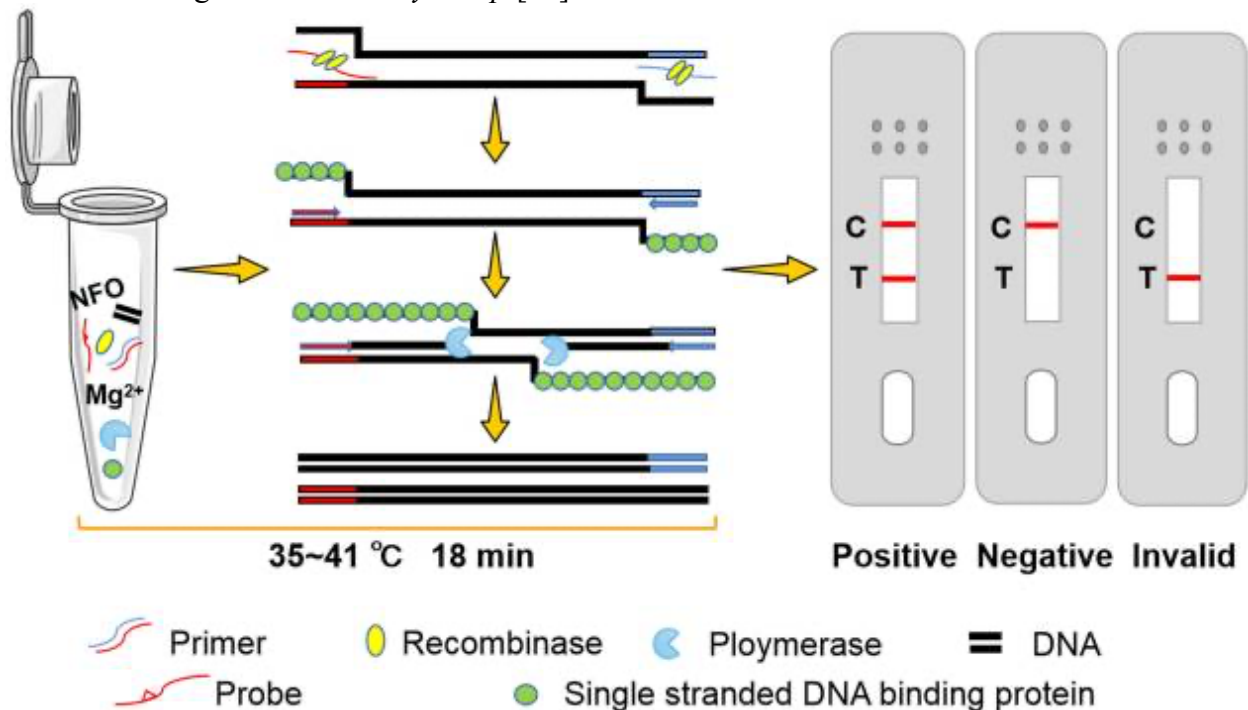 NFO
Mg²⁺
C
T
C
T
C
T
35~41 ℃ 18 min
Positive Negative Invalid
Primer Recombinase Ploymerase DNA
Probe Single stranded DNA binding protein